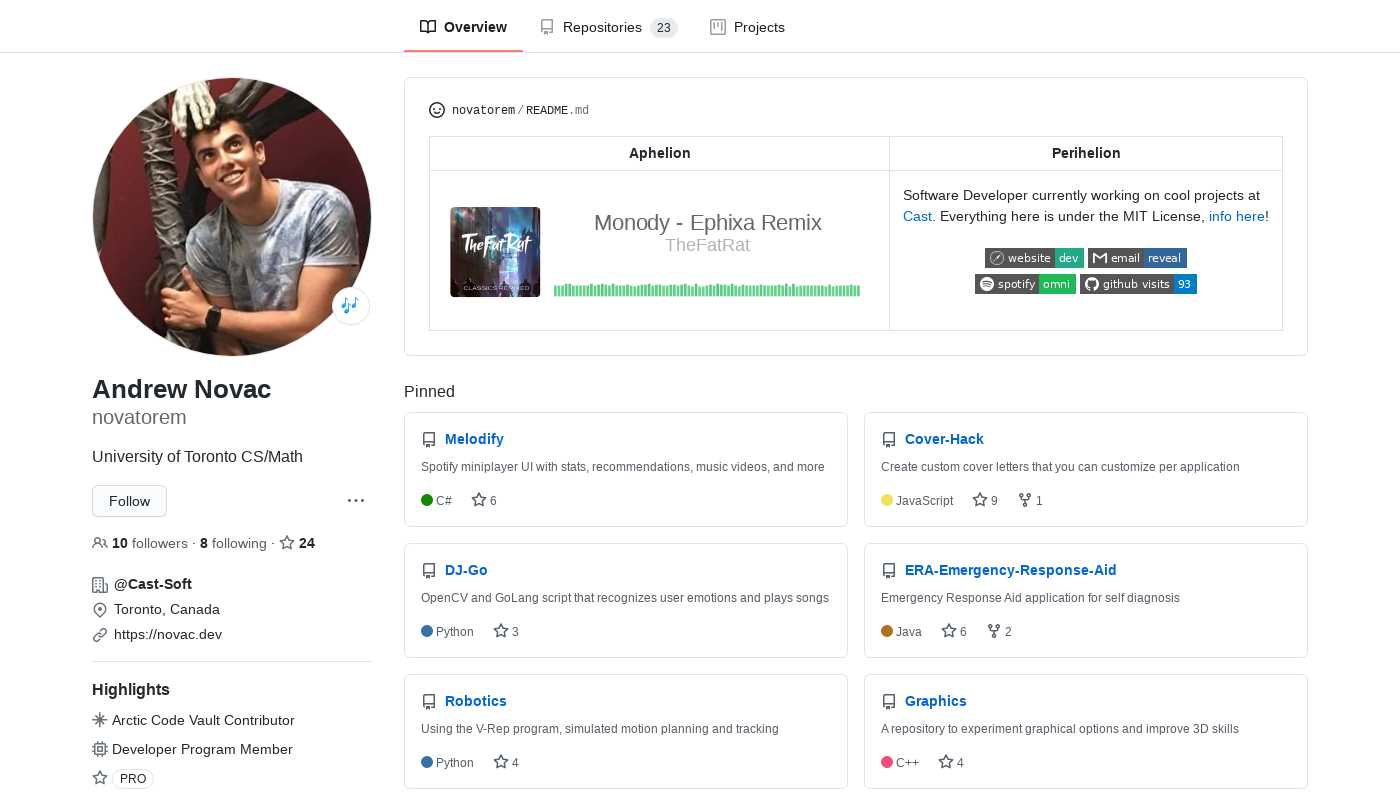 Overview
Repositories 23
Projects
novatorem/README.md
Aphelion
Perihelion
TheFatRat
CLASSICS REMIXED
Monody - Ephixa Remix
TheFatRat
Software Developer currently working on cool projects at
Cast. Everything here is under the MIT License, info here!
website dev
email reveal
spotify omni
github visits 93
Andrew Novac
novatorem
University of Toronto CS/Math
Follow
10 followers · 8 following · 24
@Cast-Soft
Toronto, Canada
https://novac.dev
Highlights
Arctic Code Vault Contributor
Developer Program Member
PRO
Pinned
Melodify
Spotify miniplayer UI with stats, recommendations, music videos, and more
C# 6
Cover-Hack
Create custom cover letters that you can customize per application
JavaScript 9 1
DJ-Go
OpenCV and GoLang script that recognizes user emotions and plays songs
Python 3
ERA-Emergency-Response-Aid
Emergency Response Aid application for self diagnosis
Java 6 2
Robotics
Using the V-Rep program, simulated motion planning and tracking
Python 4
Graphics
A repository to experiment graphical options and improve 3D skills
C++ 4